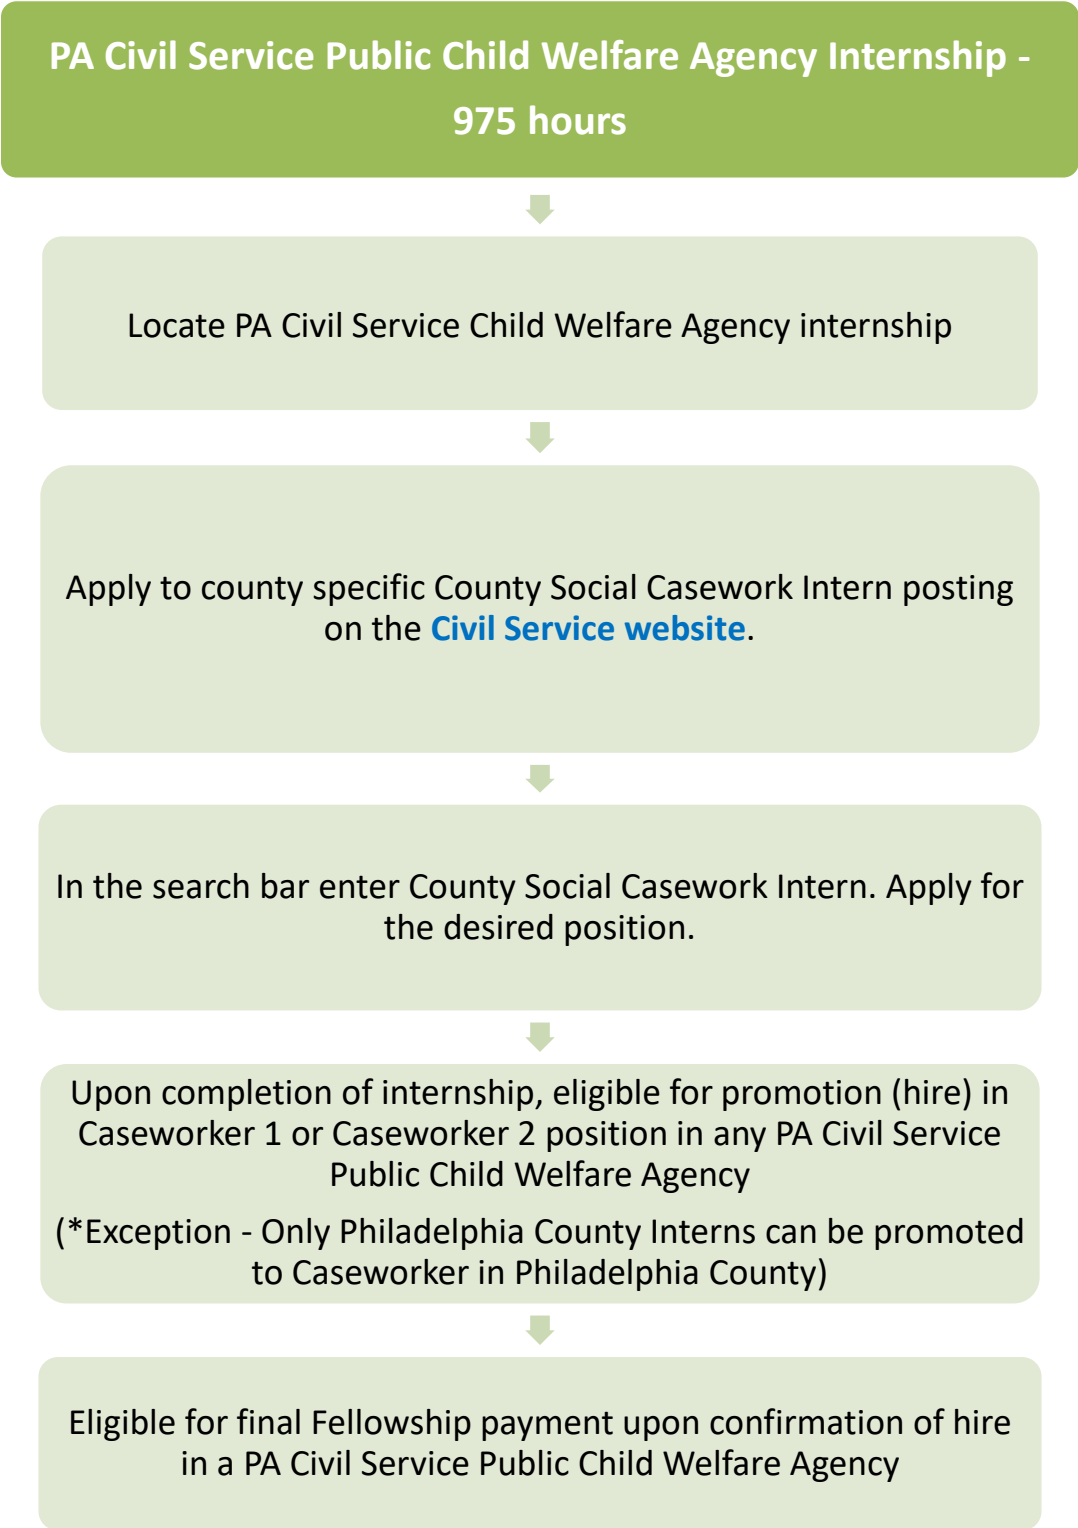 PA Civil Service Public Child Welfare Agency Internship -
975 hours
Locate PA Civil Service Child Welfare Agency internship
Apply to county specific County Social Casework Intern posting
on the Civil Service website.
In the search bar enter County Social Casework Intern. Apply for
the desired position.
Upon completion of internship, eligible for promotion (hire) in
Caseworker 1 or Caseworker 2 position in any PA Civil Service
Public Child Welfare Agency
(*Exception - Only Philadelphia County Interns can be promoted
to Caseworker in Philadelphia County)
Eligible for final Fellowship payment upon confirmation of hire
in a PA Civil Service Public Child Welfare Agency